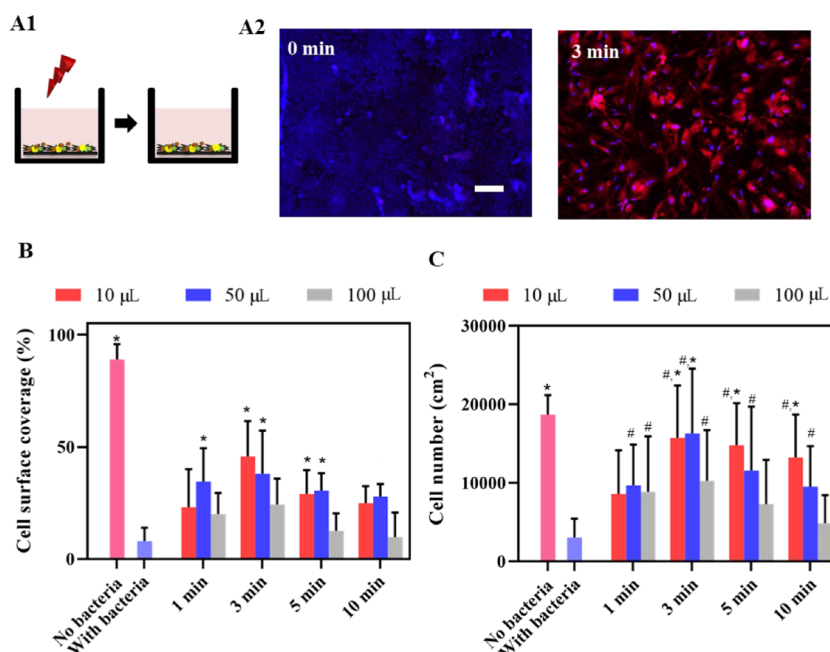 A1
A2
0 min
3 min
B
10 μL
50 μL
100 μL
Cell surface coverage (%)
100
50
0
*
*
*
*
*
*
No bacteria
With bacteria
1 min
3 min
5 min
10 min
C
10 μL
50 μL
100 μL
Cell number (cm²)
30000
20000
10000
0
*
#
#
#,*
#,*
#
#,*
#
#,*
#
No bacteria
With bacteria
1 min
3 min
5 min
10 min